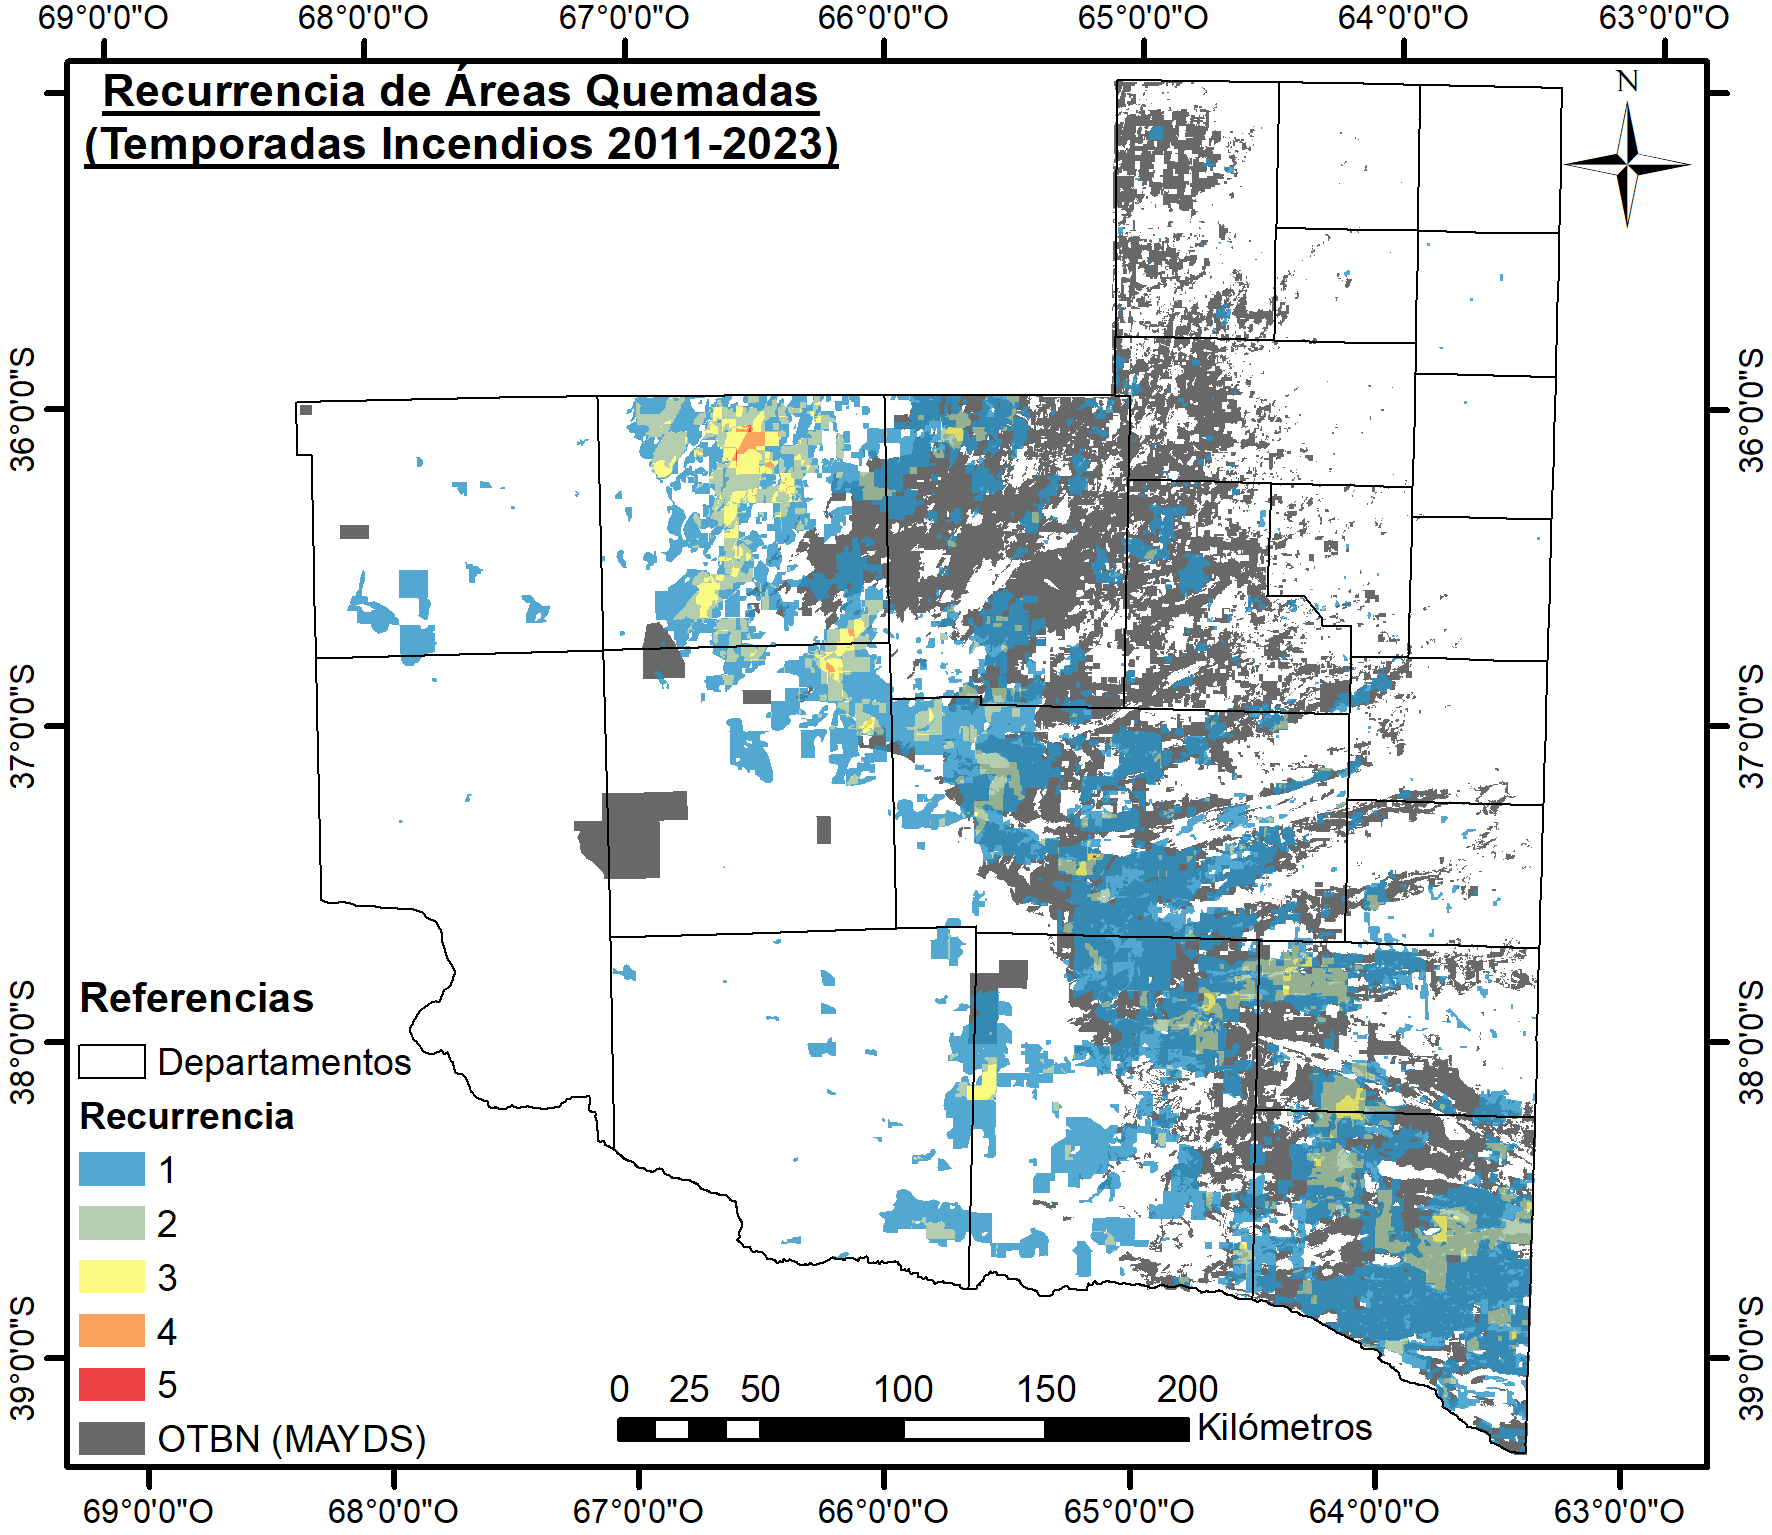 69°0'0"O 68°0'0"O 67°0'0"O 66°0'0"O 65°0'0"O 64°0'0"O 63°0'0"O
Recurrencia de Áreas Quemadas
(Temporadas Incendios 2011-2023)
N
36°0'0"S 36°0'0"S
37°0'0"S 37°0'0"S
38°0'0"S 38°0'0"S
39°0'0"S 39°0'0"S
Referencias
Departamentos
Recurrencia
1
2
3
4
5
OTBN (MAYDS)
0 25 50 100 150 200
Kilómetros
69°0'0"O 68°0'0"O 67°0'0"O 66°0'0"O 65°0'0"O 64°0'0"O 63°0'0"O